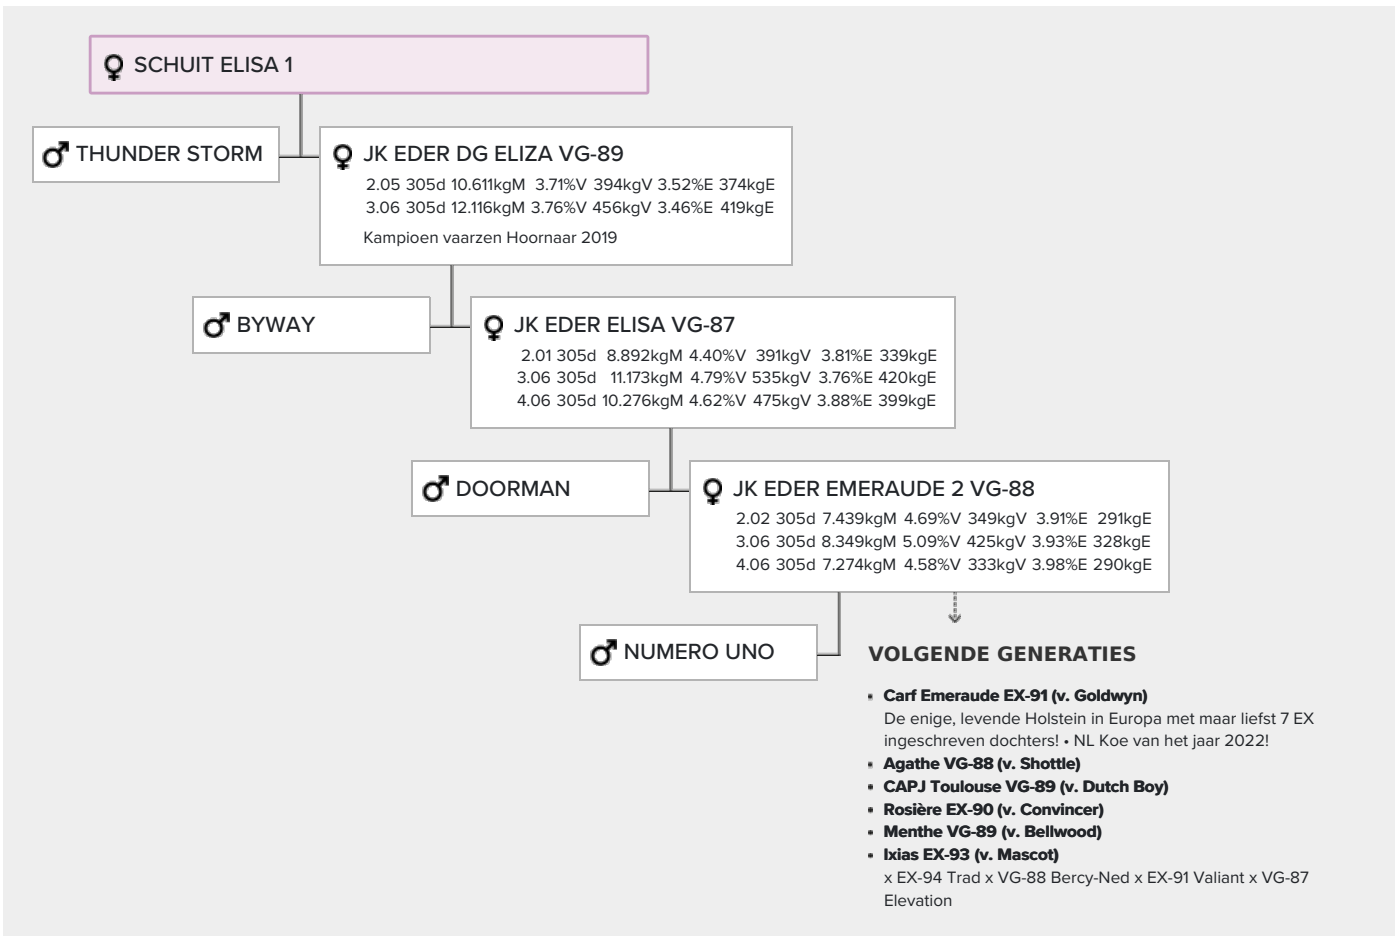 SCHUIT ELISA 1
THUNDER STORM
JK EDER DG ELIZA VG-89
2.05 305d 10.611kgM 3.71%V 394kgV 3.52%E 374kgE
3.06 305d 12.116kgM 3.76%V 456kgV 3.46%E 419kgE
Kampioen vaarzen Hoornaar 2019
BYWAY
JK EDER ELISA VG-87
2.01 305d 8.892kgM 4.40%V 391kgV 3.81%E 339kgE
3.06 305d 11.173kgM 4.79%V 535kgV 3.76%E 420kgE
4.06 305d 10.276kgM 4.62%V 475kgV 3.88%E 399kgE
DOORMAN
JK EDER EMERAUDE 2 VG-88
2.02 305d 7.439kgM 4.69%V 349kgV 3.91%E 291kgE
3.06 305d 8.349kgM 5.09%V 425kgV 3.93%E 328kgE
4.06 305d 7.274kgM 4.58%V 333kgV 3.98%E 290kgE
NUMERO UNO
VOLGENDE GENERATIES
▪ Carf Emeraude EX-91 (v. Goldwyn)
De enige, levende Holstein in Europa met maar liefst 7 EX
ingeschreven dochters! • NL Koe van het jaar 2022!
▪ Agathe VG-88 (v. Shottle)
▪ CAPJ Toulouse VG-89 (v. Dutch Boy)
▪ Rosière EX-90 (v. Convincer)
▪ Menthe VG-89 (v. Bellwood)
▪ Ixias EX-93 (v. Mascot)
x EX-94 Trad x VG-88 Bercy-Ned x EX-91 Valiant x VG-87
Elevation